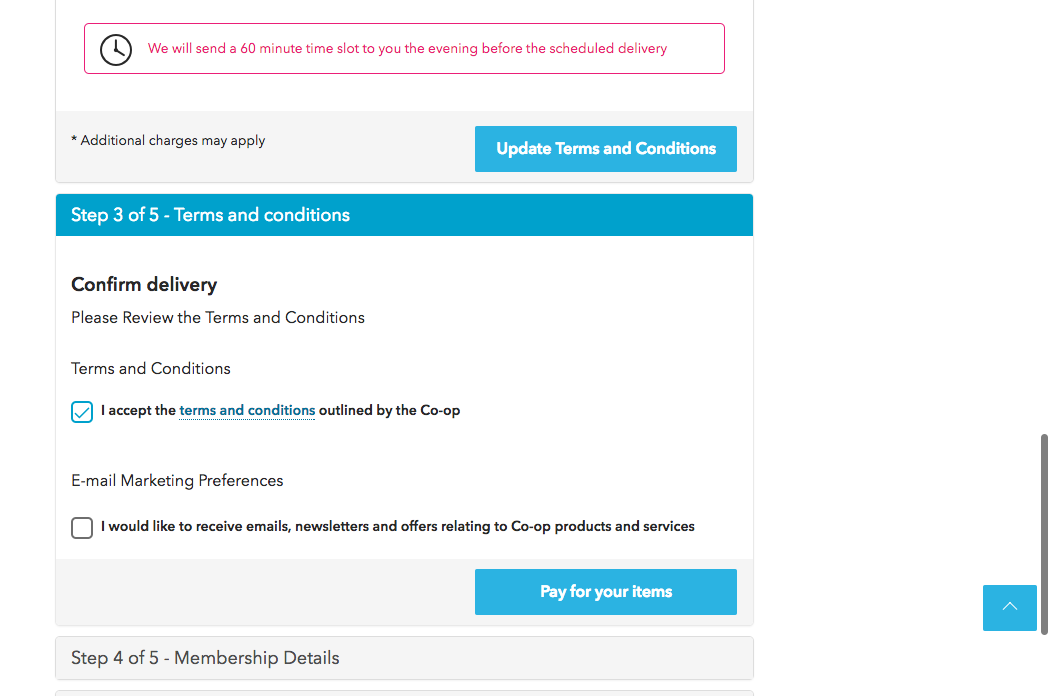 We will send a 60 minute time slot to you the evening before the scheduled delivery
* Additional charges may apply
Update Terms and Conditions
Step 3 of 5 - Terms and conditions
Confirm delivery
Please Review the Terms and Conditions
Terms and Conditions
I accept the terms and conditions outlined by the Co-op
E-mail Marketing Preferences
I would like to receive emails, newsletters and offers relating to Co-op products and services
Pay for your items
Step 4 of 5 - Membership Details